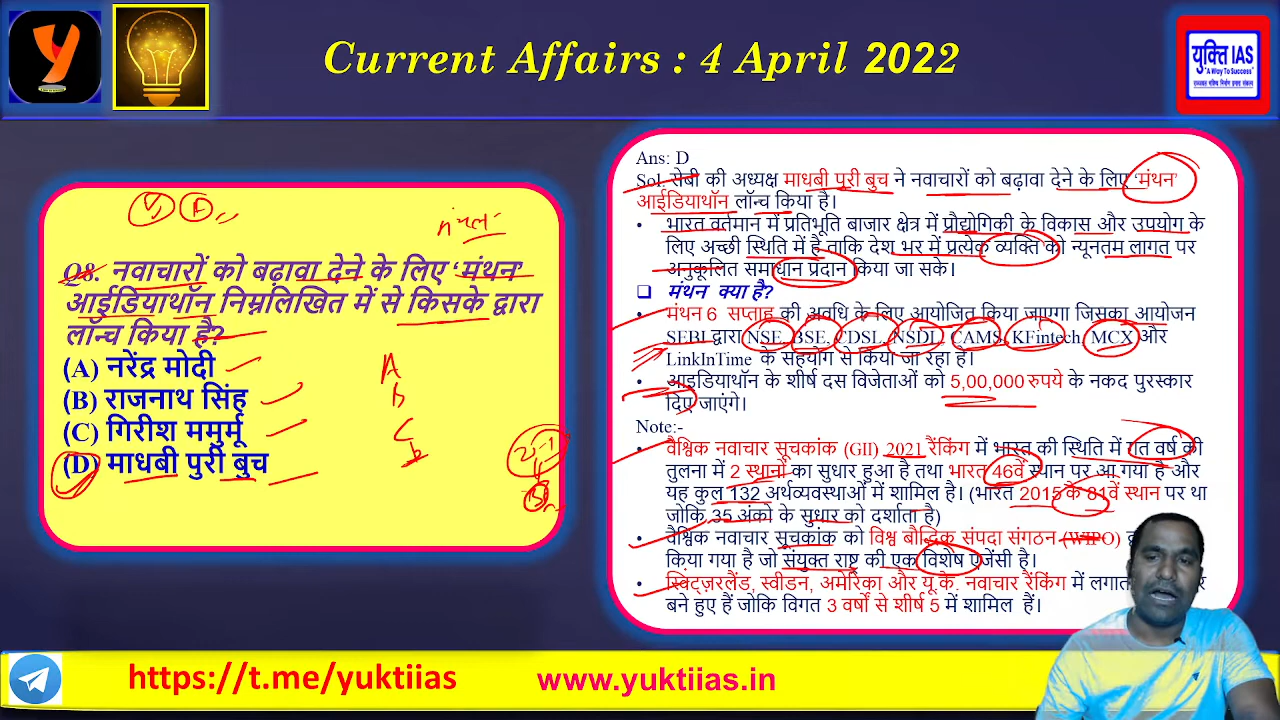 Current Affairs : 4 April 2022
युक्ति IAS
"A Way To Success"
Q8. नवाचारों को बढ़ावा देने के लिए ‘मंथन’
आईडियाथॉन निम्नलिखित में से किसके द्वारा
लॉन्च किया है?
(A) नरेंद्र मोदी
(B) राजनाथ सिंह
(C) गिरीश ममुर्मू
(D) माधबी पुरी बुच
A
b
C
Ans: D
Sol. सेबी की अध्यक्ष माधबी पूरी बुच ने नवाचारों को बढ़ावा देने के लिए ‘मंथन’
आईडियाथॉन लॉन्च किया है।
• भारत वर्तमान में प्रतिभूति बाजार क्षेत्र में प्रौद्योगिकी के विकास और उपयोग के
लिए अच्छी स्थिति में है ताकि देश भर में प्रत्येक व्यक्ति को न्यूनतम लागत पर
अनुकूलित समाधान प्रदान किया जा सके।
❑ मंथन क्या है?
• मंथन 6 सप्ताह की अवधि के लिए आयोजित किया जाएगा जिसका आयोजन
SEBI द्वारा NSE, BSE, CDSL, NSDL, CAMS, KFintech, MCX और
LinkInTime के सहयोग से किया जा रहा है।
• आइडियाथॉन के शीर्ष दस विजेताओं को 5,00,000 रुपये के नकद पुरस्कार
दिए जाएंगे।
Note:-
• वैश्विक नवाचार सूचकांक (GII) 2021 रैंकिंग में भारत की स्थिति में गत वर्ष की
तुलना में 2 स्थानों का सुधार हुआ है तथा भारत 46वें स्थान पर आ गया है और
यह कुल 132 अर्थव्यवस्थाओं में शामिल है। (भारत 2015 के 81वें स्थान पर था
जोकि 35 अंको के सुधार को दर्शाता है)
• वैश्विक नवाचार सूचकांक को विश्व बौद्धिक संपदा संगठन (WIPO)
किया गया है जो संयुक्त राष्ट्र की एक विशेष एजेंसी है।
• स्विट्ज़रलैंड, स्वीडन, अमेरिका और यू.के. नवाचार रैंकिंग में
बने हुए हैं जोकि विगत 3 वर्षों से शीर्ष 5 में शामिल हैं।
https://t.me/yuktiias
www.yuktiias.in